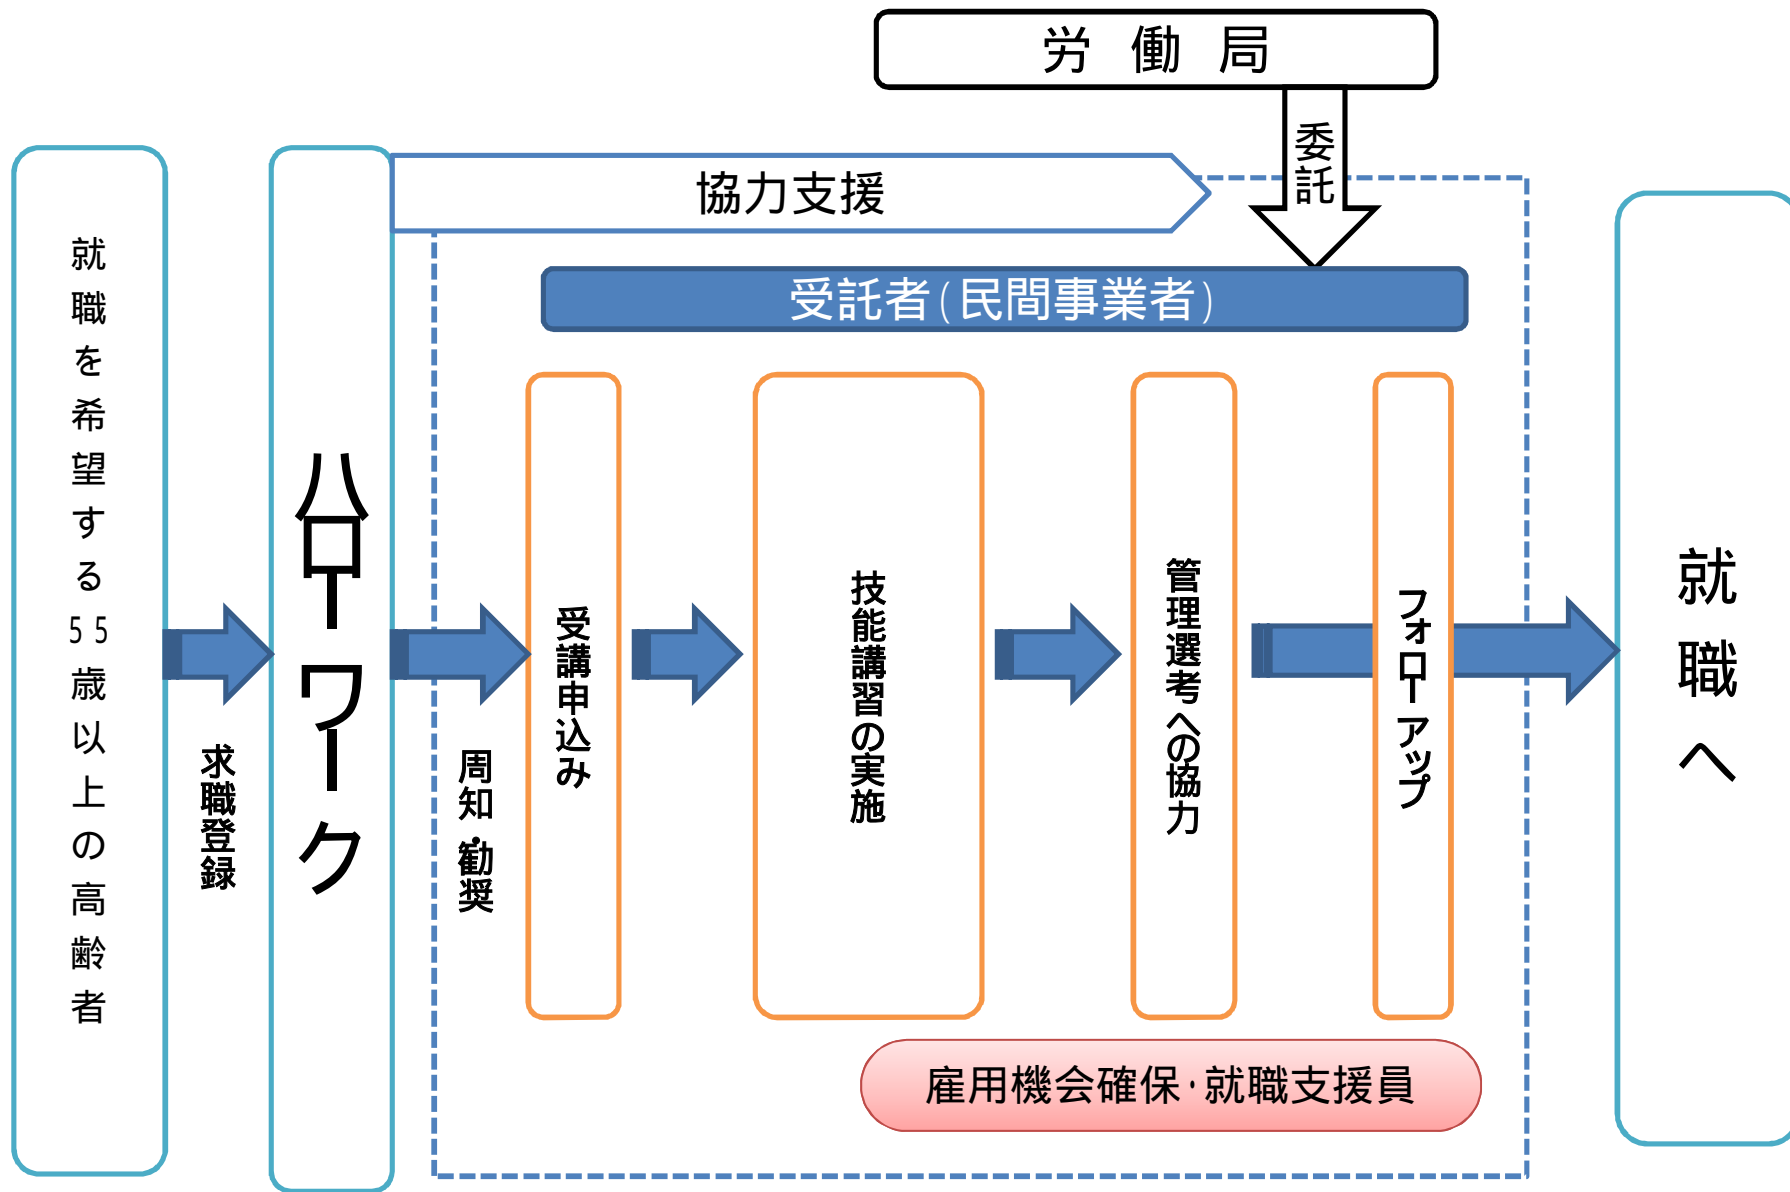 労働局
委託
協力支援
受託者(民間事業者)
就職を希望する55歳以上の高齢者
求職登録
ハローワーク
周知・勧奨
受講申込み
技能講習の実施
管理選考への協力
フォローアップ
就職へ
雇用機会確保・就職支援員